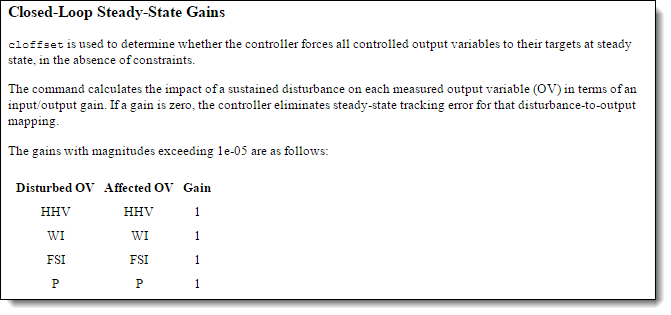 Closed-Loop Steady-State Gains
cloffset is used to determine whether the controller forces all controlled output variables to their targets at steady
state, in the absence of constraints.
The command calculates the impact of a sustained disturbance on each measured output variable (OV) in terms of an
input/output gain. If a gain is zero, the controller eliminates steady-state tracking error for that disturbance-to-output
mapping.
The gains with magnitudes exceeding 1e-05 are as follows:
Disturbed OV Affected OV Gain
HHV HHV 1
WI WI 1
FSI FSI 1
P P 1